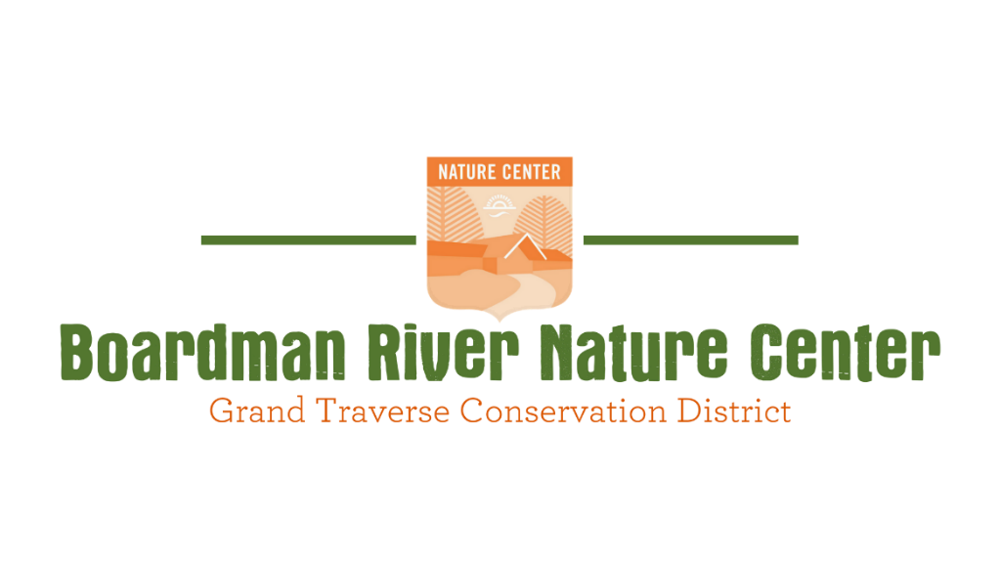 NATURE CENTER
Boardman River Nature Center
Grand Traverse Conservation District